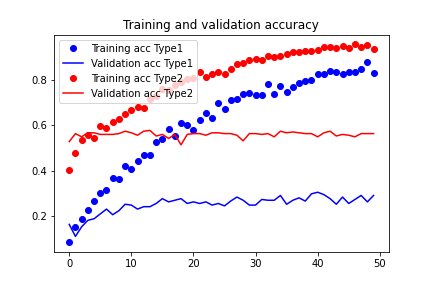 Training and validation accuracy
Training acc Type1
Validation acc Type1
Training acc Type2
Validation acc Type2
0.8
0.6
0.4
0.2
0 10 20 30 40 50